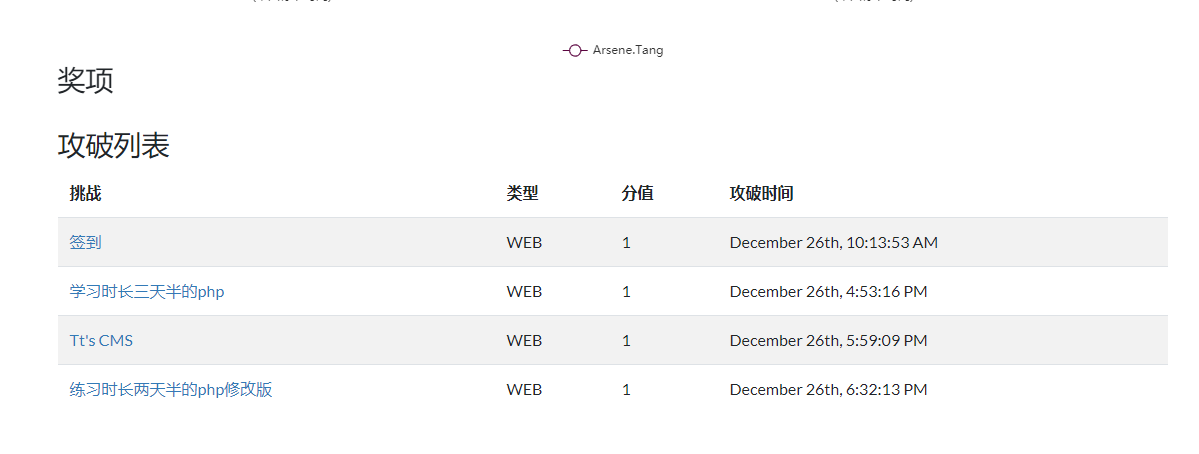 Arsene.Tang
奖项
攻破列表
挑战 类型 分值 攻破时间
签到 WEB 1 December 26th, 10:13:53 AM
学习时长三天半的php WEB 1 December 26th, 4:53:16 PM
Tt's CMS WEB 1 December 26th, 5:59:09 PM
练习时长两天半的php修改版 WEB 1 December 26th, 6:32:13 PM